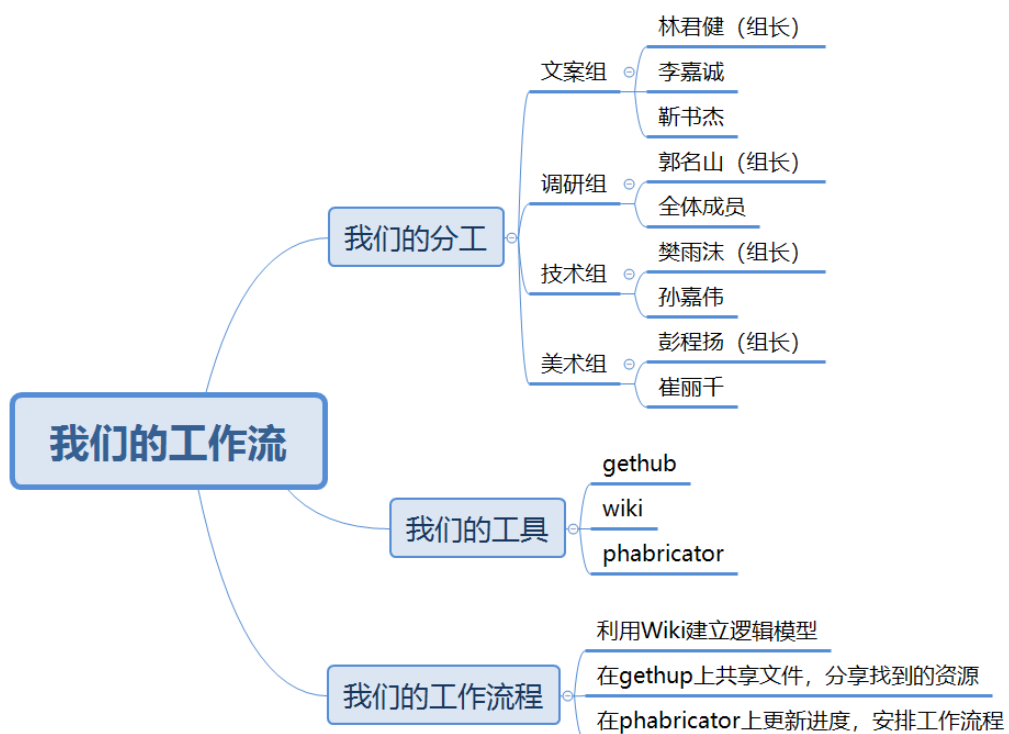 我们的工作流
我们的分工
文案组
林君健（组长）
李嘉诚
靳书杰
调研组
郭名山（组长）
全体成员
技术组
樊雨沫（组长）
孙嘉伟
美术组
彭程扬（组长）
崔丽千
我们的工具
gethub
wiki
phabricator
我们的工作流程
利用Wiki建立逻辑模型
在gethup上共享文件，分享找到的资源
在phabricator上更新进度，安排工作流程